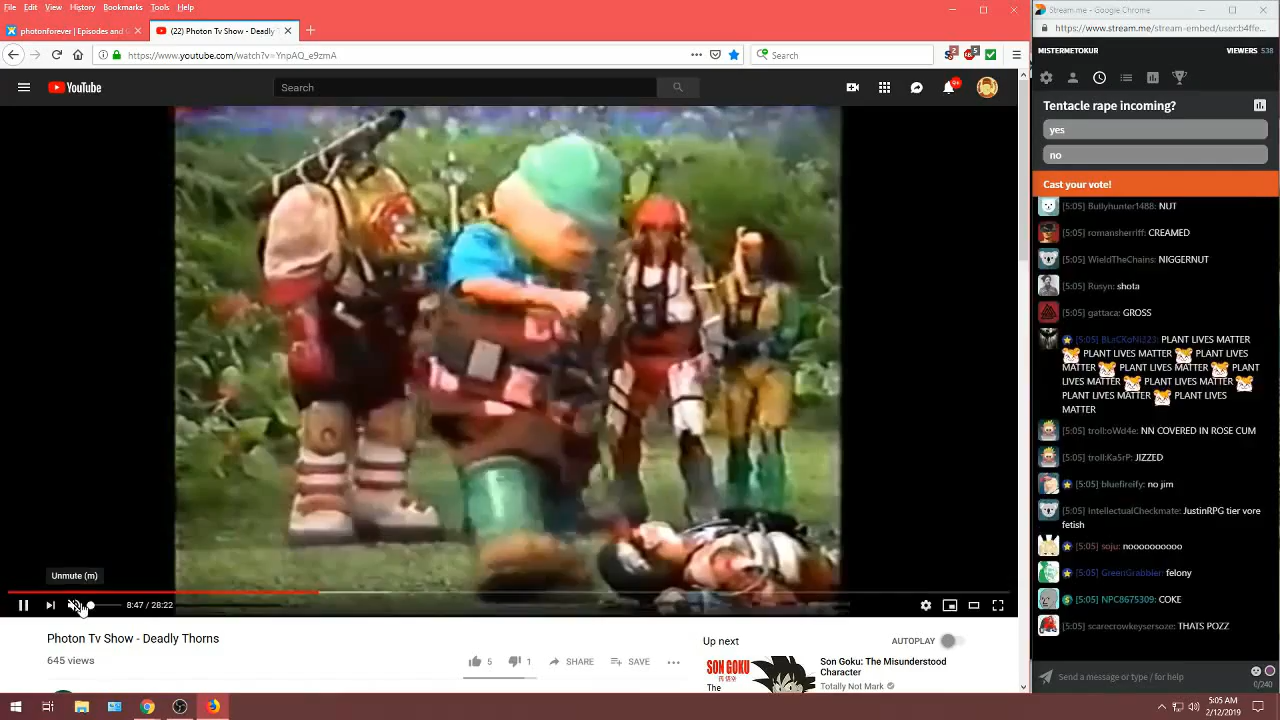 File Edit View History Bookmarks Tools Help
photonforever | Episodes and
(22) Photon Tv Show - Deadly
https://www.youtube.com/watch?v=YnpAQ_e9zmA
Search
YouTube
Search
9+
Unmute (m)
8:47 / 28:22
Photon Tv Show - Deadly Thorns
645 views
5
1
SHARE
SAVE
Up next
AUTOPLAY
SON GOKU
The
Son Goku: The Misunderstood
Character
Totally Not Mark
Stream.me - Google Chrome
https://www.stream.me/stream-embed/user:b4ffe...
MISTERMETOKUR
VIEWERS 538
Tentacle rape incoming?
yes
no
Cast your vote!
[5:05] Butlyhunter1488: NUT
[5:05] romansherriff: CREAMED
[5:05] WieldTheChains: NIGGERNUT
[5:05] Rusyn: shota
[5:05] gattaca: GROSS
[5:05] BLaCKoNi223: PLANT LIVES MATTER
PLANT LIVES MATTER PLANT LIVES
MATTER PLANT LIVES MATTER PLANT
LIVES MATTER PLANT LIVES MATTER
PLANT LIVES MATTER PLANT LIVES
MATTER
[5:05] troll:oWd4e: NN COVERED IN ROSE CUM
[5:05] troll:Ka5rP: JIZZED
[5:05] bluefireify: no jim
[5:05] IntellectualCheckmate: JustinRPG tier vore
fetish
[5:05] soju: noooooooooo
[5:05] GreenGrabbler: felony
[5:05] NPC8675309: COKE
[5:05] scarecrowkeysersoze: THATS POZZ
Send a message or type / for help
0/240
5:05 AM
2/12/2019